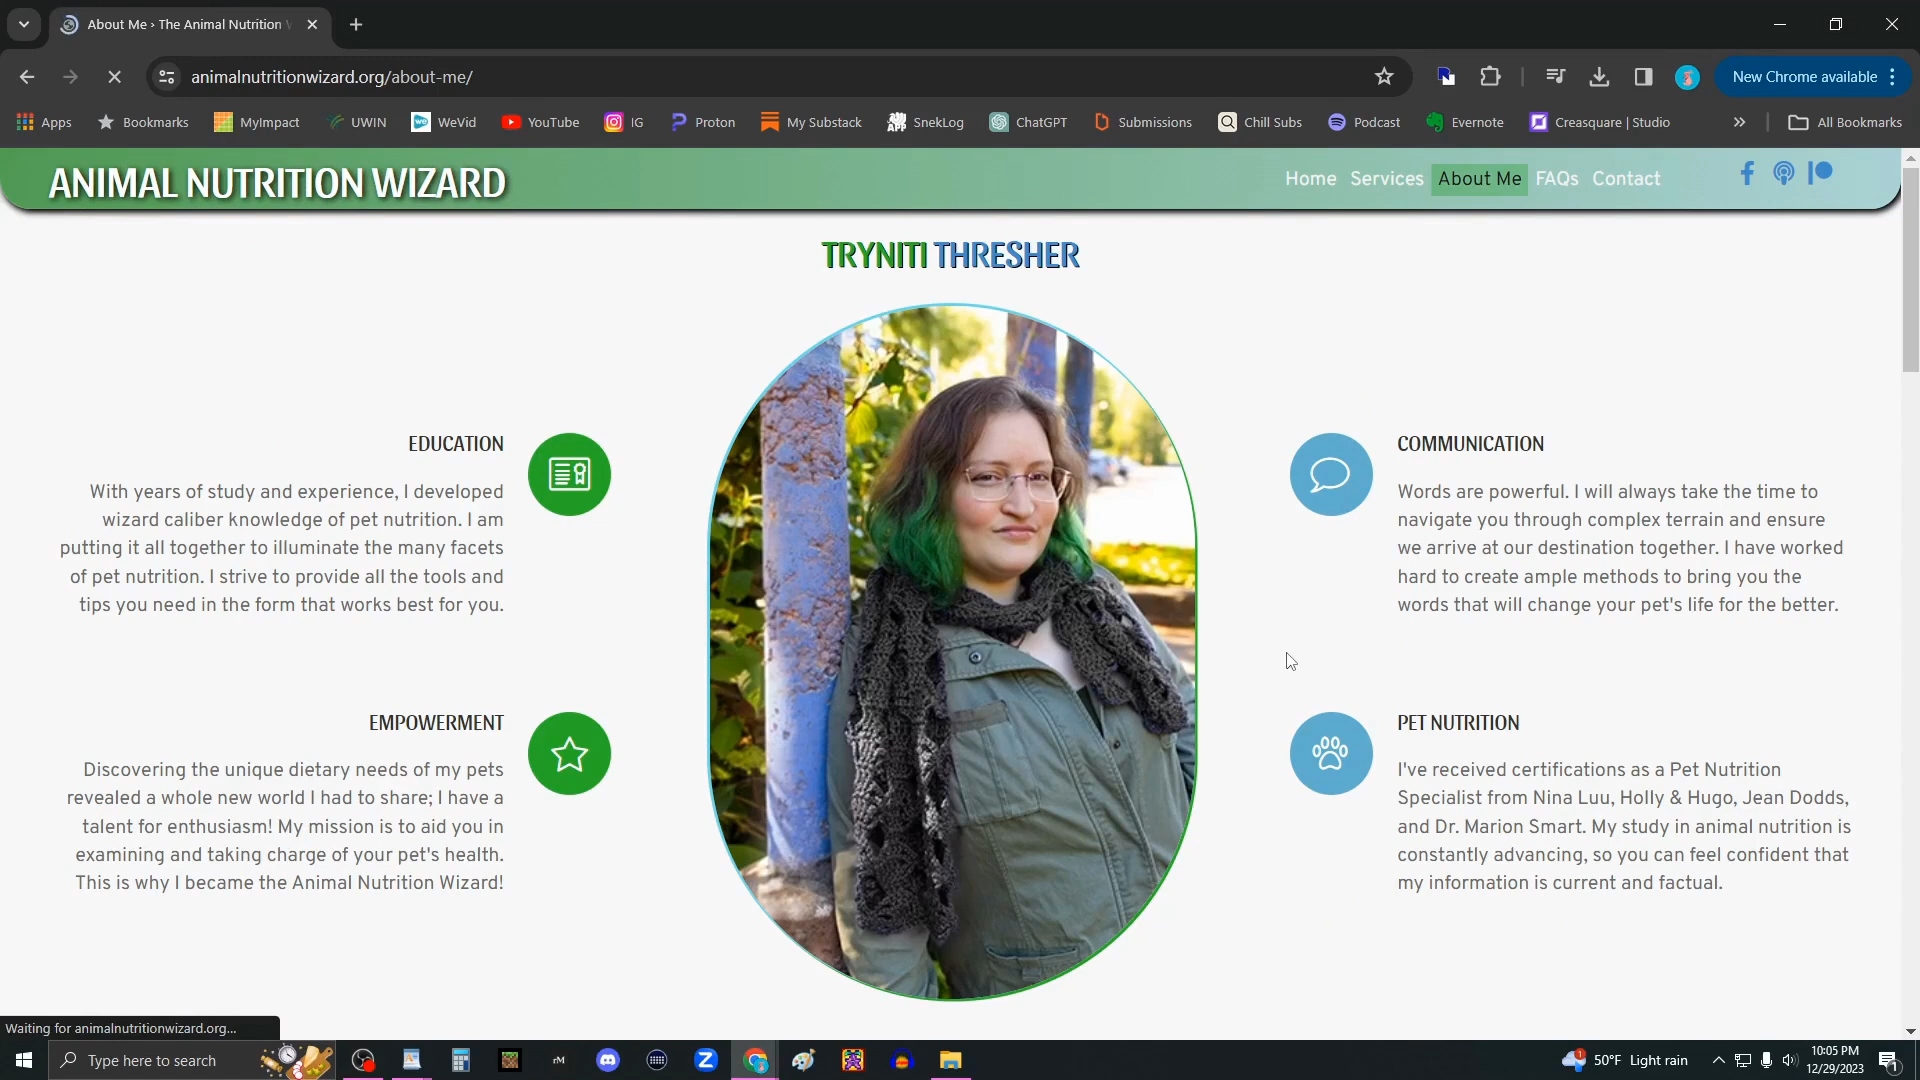 About Me › The Animal Nutrition
animalnutritionwizard.org/about-me/
New Chrome available
Apps Bookmarks MyImpact UWIN WeVid YouTube IG Proton My Substack SnekLog ChatGPT Submissions Chill Subs Podcast Evernote Creasquare | Studio » All Bookmarks
ANIMAL NUTRITION WIZARD
Home Services About Me FAQs Contact
TRYNITI THRESHER
EDUCATION
With years of study and experience, I developed
wizard caliber knowledge of pet nutrition. I am
putting it all together to illuminate the many facets
of pet nutrition. I strive to provide all the tools and
tips you need in the form that works best for you.
EMPOWERMENT
Discovering the unique dietary needs of my pets
revealed a whole new world I had to share; I have a
talent for enthusiasm! My mission is to aid you in
examining and taking charge of your pet's health.
This is why I became the Animal Nutrition Wizard!
COMMUNICATION
Words are powerful. I will always take the time to
navigate you through complex terrain and ensure
we arrive at our destination together. I have worked
hard to create ample methods to bring you the
words that will change your pet's life for the better.
PET NUTRITION
I've received certifications as a Pet Nutrition
Specialist from Nina Luu, Holly & Hugo, Jean Dodds,
and Dr. Marion Smart. My study in animal nutrition is
constantly advancing, so you can feel confident that
my information is current and factual.
Waiting for animalnutritionwizard.org...
Type here to search
rM
50°F Light rain
10:05 PM
12/29/2023
1